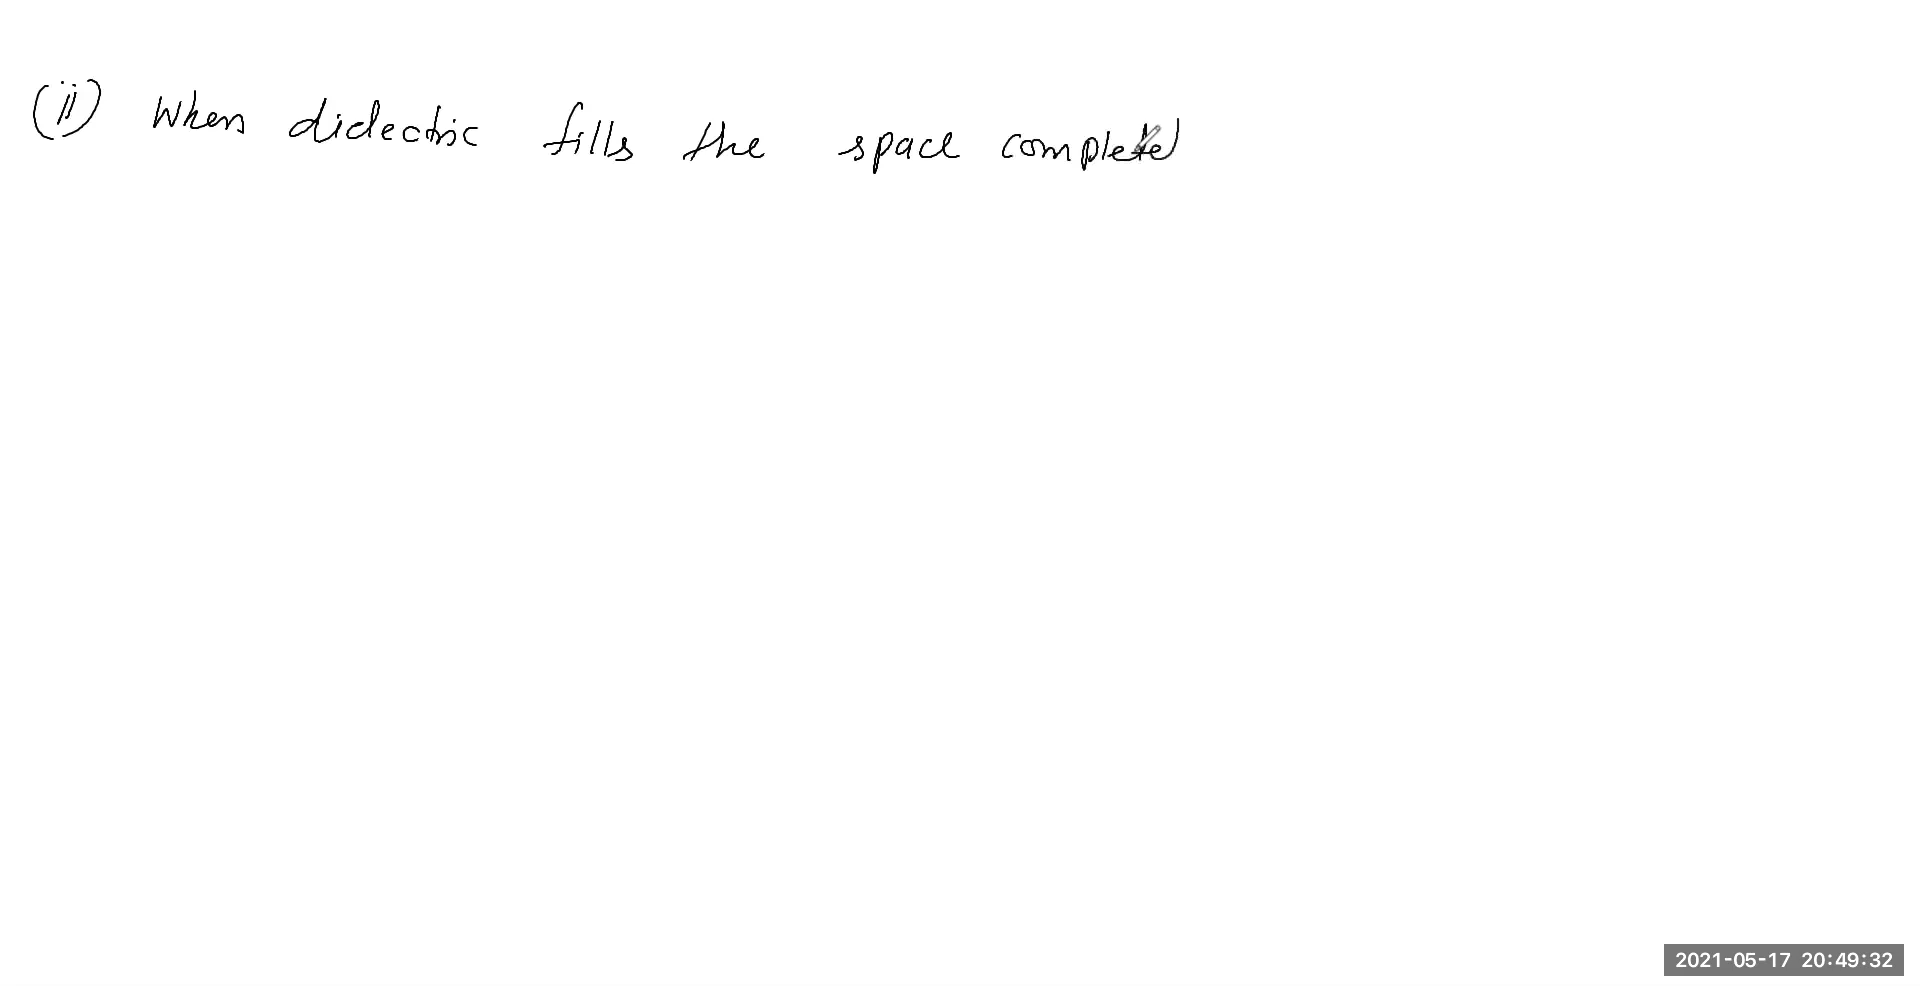 (ii) When dielectric fills the space completel
2021-05-17 20:49:32